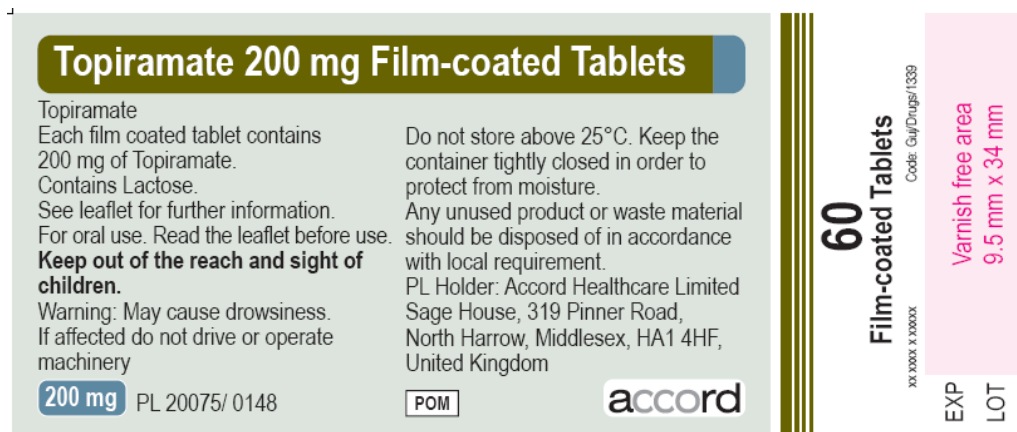 Topiramate 200 mg Film-coated Tablets
Topiramate
Each film coated tablet contains
200 mg of Topiramate.
Contains Lactose.
See leaflet for further information.
For oral use. Read the leaflet before use.
Keep out of the reach and sight of
children.
Warning: May cause drowsiness.
If affected do not drive or operate
machinery
200 mg
PL 20075/ 0148
Do not store above 25°C. Keep the
container tightly closed in order to
protect from moisture.
Any unused product or waste material
should be disposed of in accordance
with local requirement.
PL Holder: Accord Healthcare Limited
Sage House, 319 Pinner Road,
North Harrow, Middlesex, HA1 4HF,
United Kingdom
POM
accord
60
Film-coated Tablets
xx xxxx x xxxxx
Code: Guj/Drugs/1339
EXP
LOT
Varnish free area
9.5 mm x 34 mm